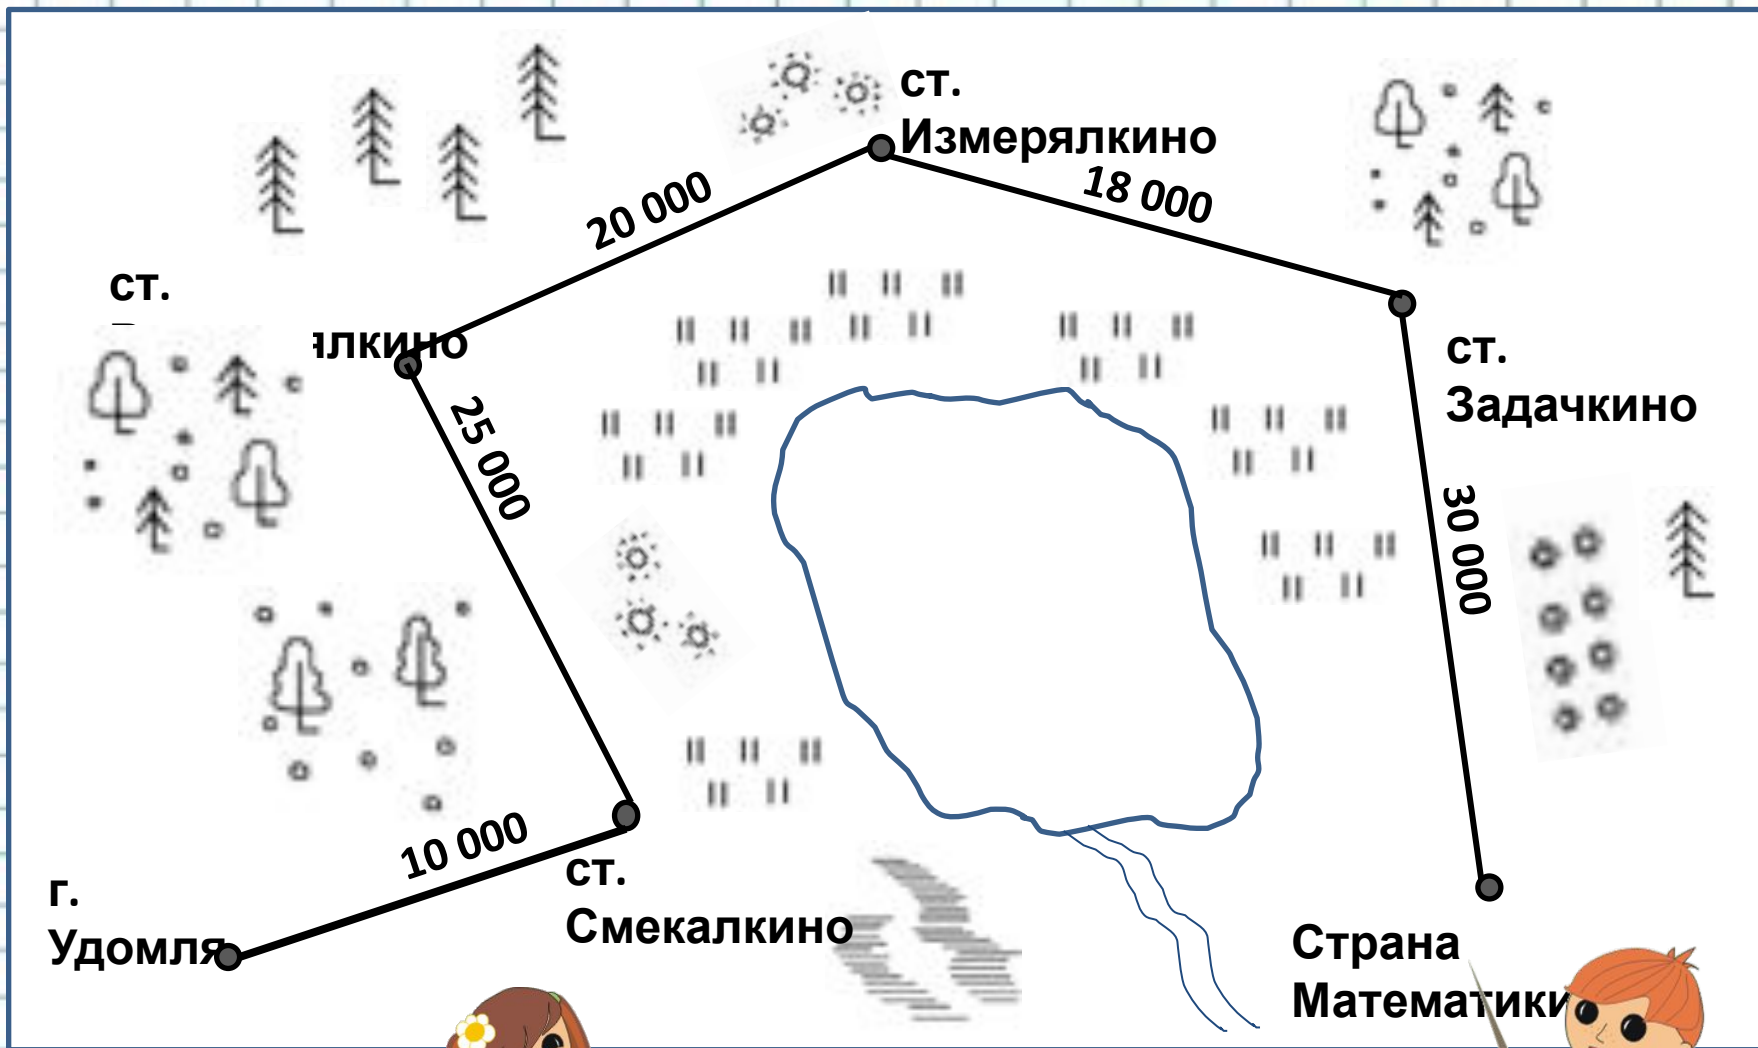 ст.
Измерялкино
18 000
20 000
ст.
ялкино
25 000
ст.
Задачкино
30 000
10 000
ст.
Смекалкино
г.
Удомля
Страна
Математики